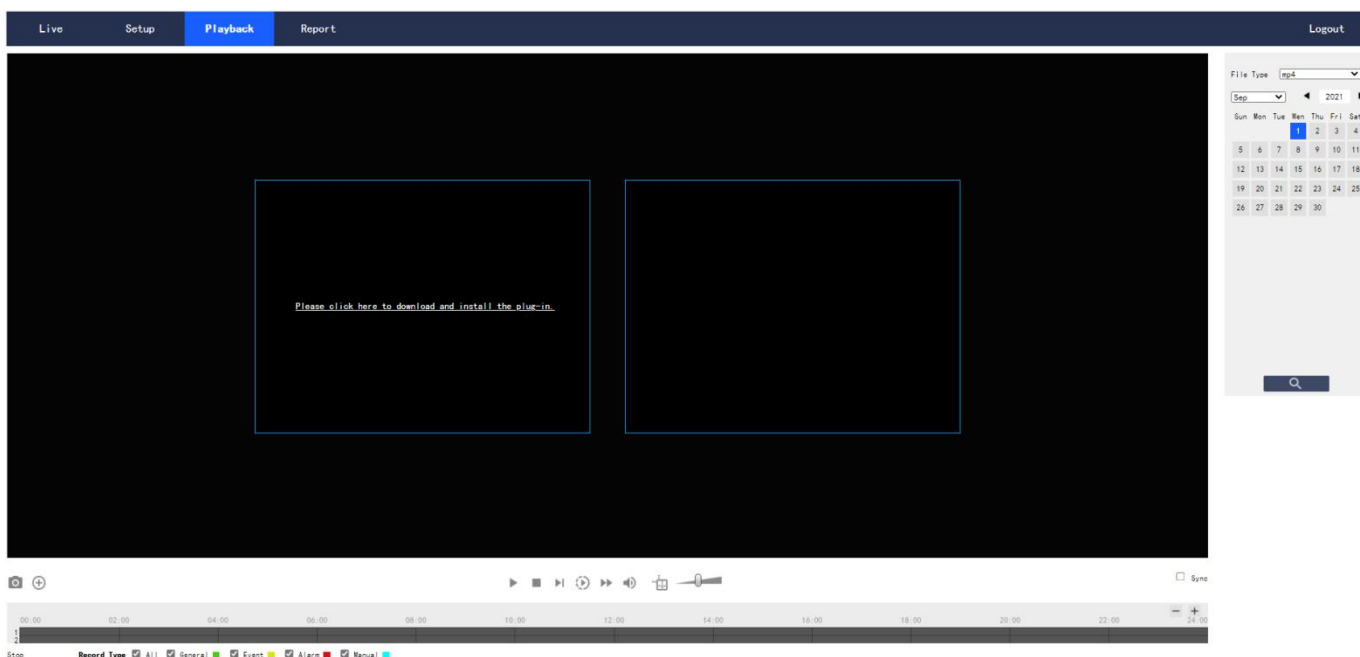 Live Setup Playback Report Logout
File Type mp4
Sep 2021
Sun Mon Tue Wen Thu Fri Sat
1 2 3 4
5 6 7 8 9 10 11
12 13 14 15 16 17 18
19 20 21 22 23 24 25
26 27 28 29 30
Please click here to download and install the plug-in.
Sync
00:00 02:00 04:00 06:00 08:00 10:00 12:00 14:00 16:00 18:00 20:00 22:00 24:00
1
2
Stop Record Type All General Event Alarm Manual